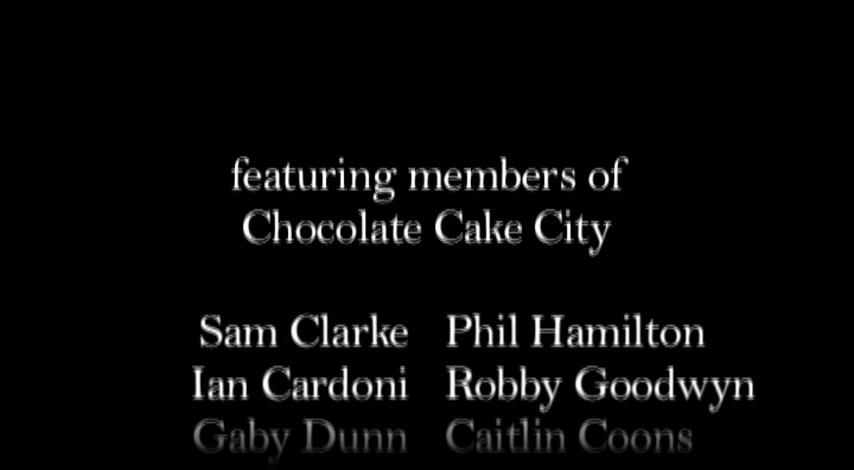 featuring members of
Chocolate Cake City
Sam Clarke Phil Hamilton
Ian Cardoni Robby Goodwyn
Gaby Dunn Caitlin Coons